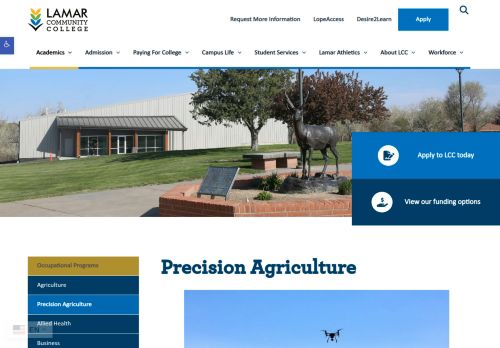 LAMAR
COMMUNITY
COLLEGE
Request More Information
LopeAccess
Desire2Learn
Apply
Academics
Admission
Paying For College
Campus Life
Student Services
Lamar Athletics
About LCC
Workforce
Apply to LCC today
View our funding options
Occupational Programs
Agriculture
Precision Agriculture
Allied Health
Business
EN
Precision Agriculture